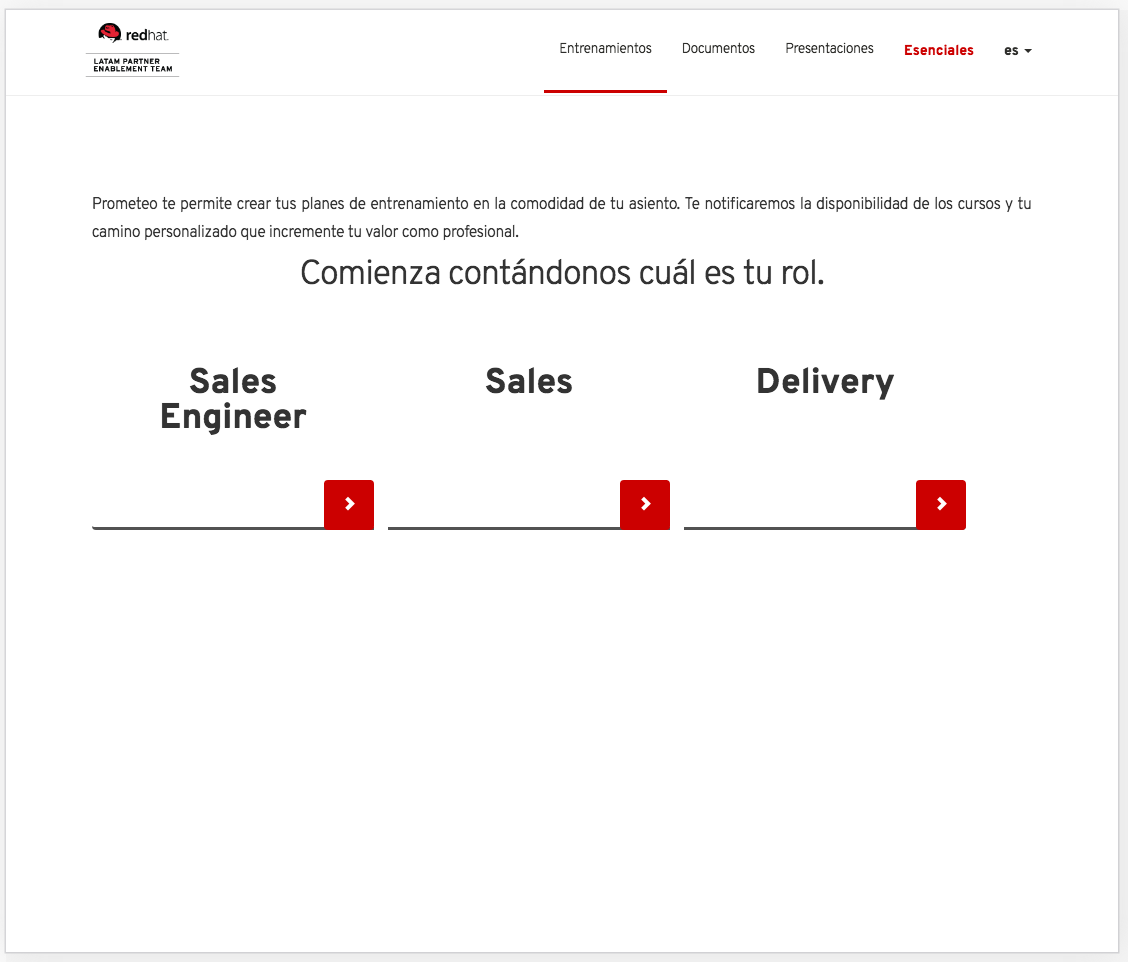 redhat.
LATAM PARTNER
ENABLEMENT TEAM
Entrenamientos
Documentos
Presentaciones
Esenciales
es
Prometeo te permite crear tus planes de entrenamiento en la comodidad de tu asiento. Te notificaremos la disponibilidad de los cursos y tu
camino personalizado que incremente tu valor como profesional.
Comienza contándonos cuál es tu rol.
Sales
Engineer
Sales
Delivery